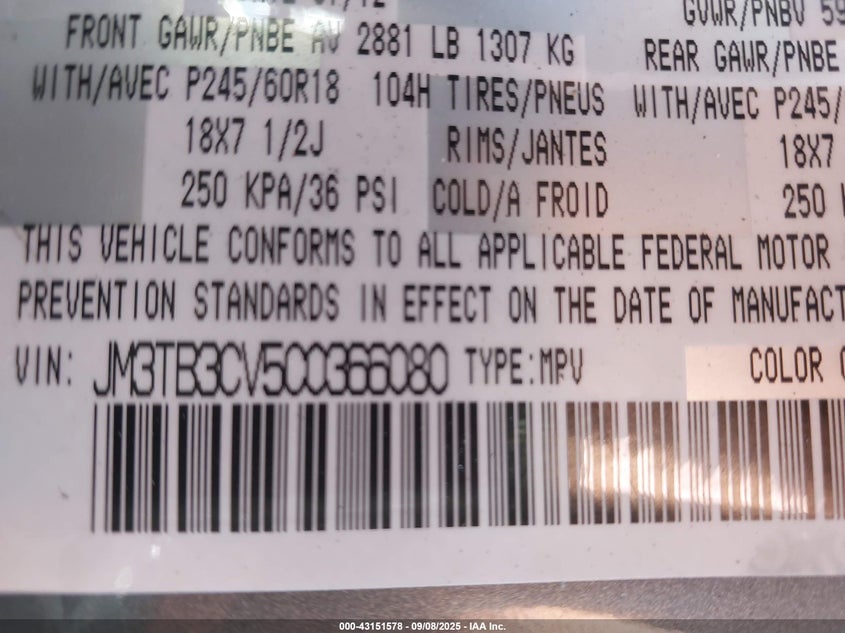 FRONT GAWR/PNBE AV 2881 LB 1307 KG
GVWR/PNBV 59
REAR GAWR/PNBE
WITH/AVEC P245/60R18 104H TIRES/PNEUS WITH/AVEC P245/
18X7 1/2J RIMS/JANTES 18X7
250 KPA/36 PSI COLD/A FROID 250
THIS VEHICLE CONFORMS TO ALL APPLICABLE FEDERAL MOTOR
PREVENTION STANDARDS IN EFFECT ON THE DATE OF MANUFACT
VIN: JM3TB3CV5C0366080 TYPE:MPV COLOR
000-43151578 - 09/08/2025 - IAA Inc.